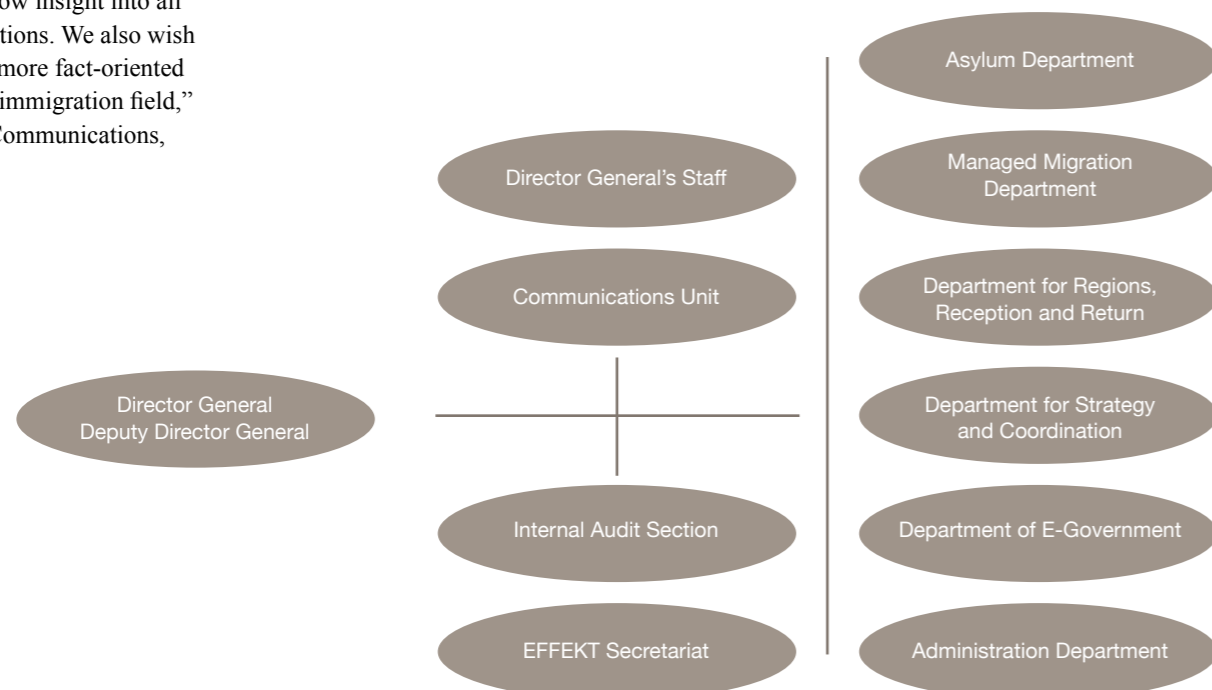 insight into all
We also wish
more fact-oriented
immigration field,”
Communications,
Director General
Deputy Director General
Director General’s Staff
Communications Unit
Internal Audit Section
EFFEKT Secretariat
Asylum Department
Managed Migration
Department
Department for Regions,
Reception and Return
Department for Strategy
and Coordination
Department of E-Government
Administration Department